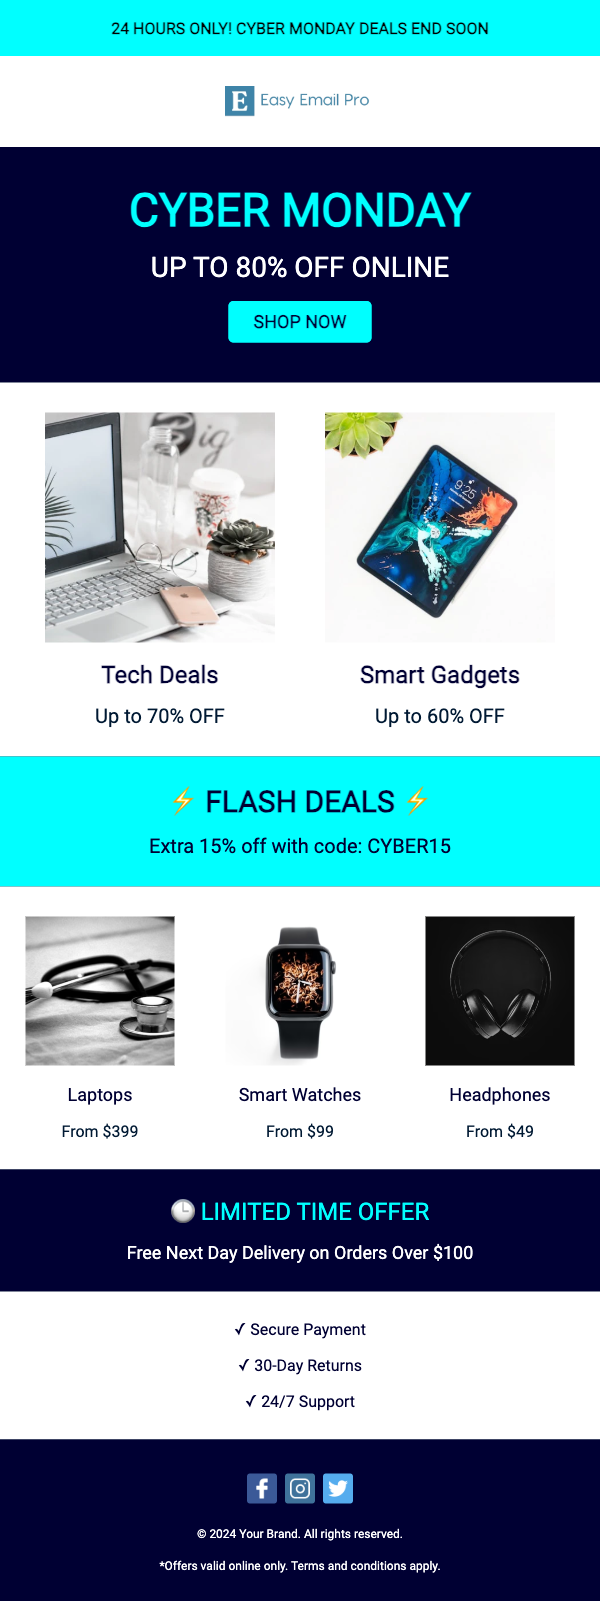 24 HOURS ONLY! CYBER MONDAY DEALS END SOON
E Easy Email Pro
CYBER MONDAY
UP TO 80% OFF ONLINE
SHOP NOW
Big
9:25
Tech Deals
Smart Gadgets
Up to 70% OFF
Up to 60% OFF
⚡ FLASH DEALS ⚡
Extra 15% off with code: CYBER15
Laptops
Smart Watches
Headphones
From $399
From $99
From $49
🕒 LIMITED TIME OFFER
Free Next Day Delivery on Orders Over $100
✓ Secure Payment
✓ 30-Day Returns
✓ 24/7 Support
© 2024 Your Brand. All rights reserved.
*Offers valid online only. Terms and conditions apply.